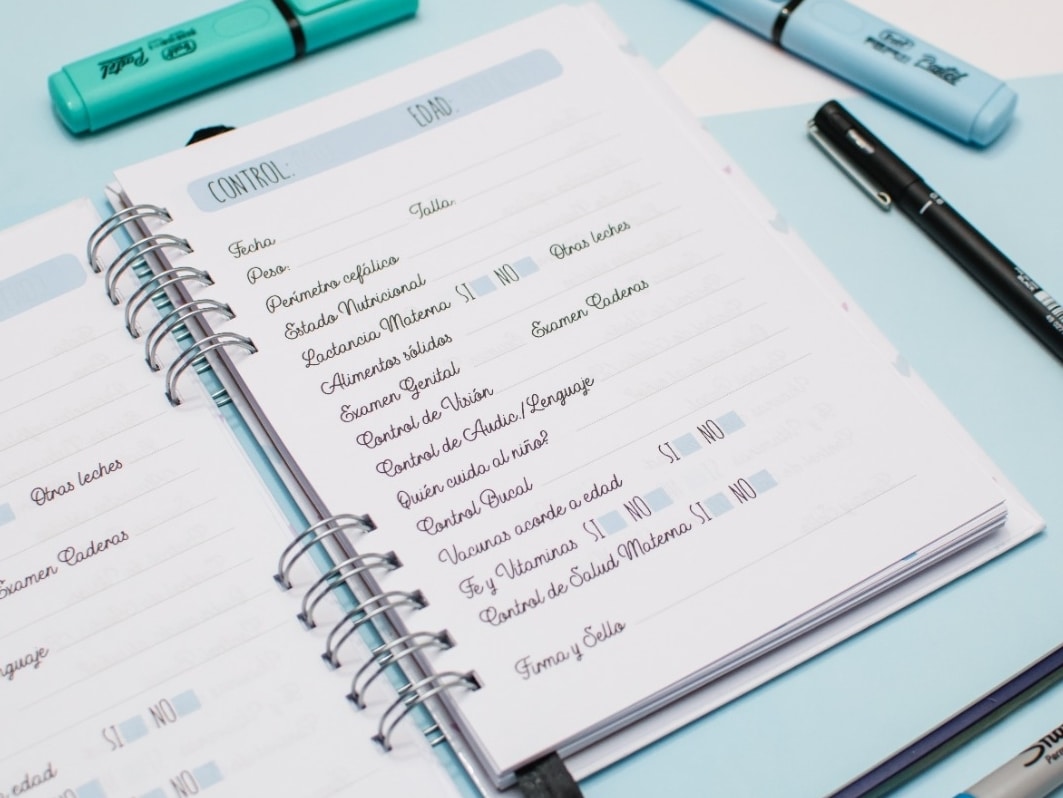 CONTROL: EDAD:
Fecha
Peso: Talla
Perímetro cefálico
Estado Nutricional
Lactancia Materna SI NO Otras leches
Alimentos sólidos
Examen Genital Examen Caderas
Control de Visión
Control de Audic./Lenguaje
Quién cuida al niño?
Control Bucal
Vacunas acorde a edad SI NO
Fe y Vitaminas SI NO
Control de Salud Materna SI NO
Firma y Sello
Otras leches
Examen Caderas
SI NO
edad
NO NO
Pastel
Pastel